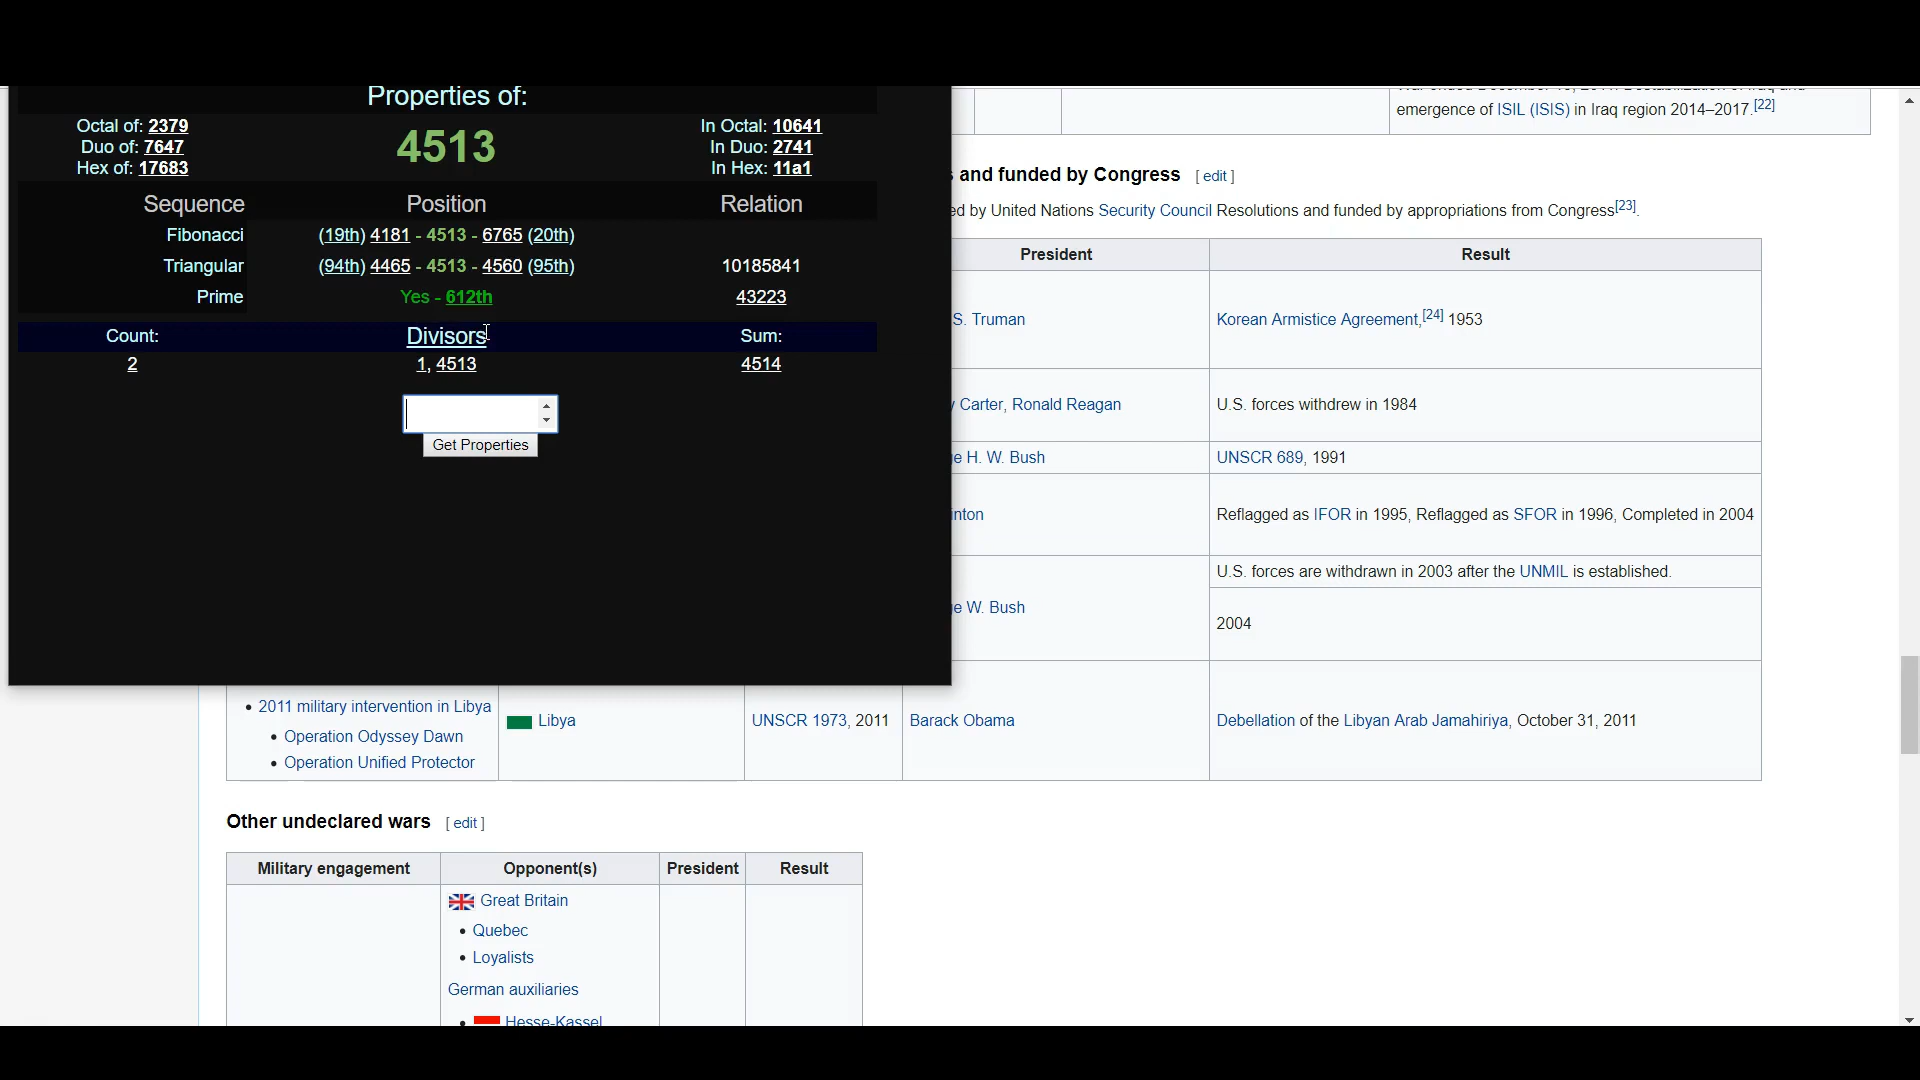 Properties of:
Octal of: 2379
Duo of: 7647
Hex of: 17683
4513
In Octal: 10641
In Duo: 2741
In Hex: 11a1
Sequence Position Relation
Fibonacci (19th) 4181 - 4513 - 6765 (20th)
Triangular (94th) 4465 - 4513 - 4560 (95th) 10185841
Prime Yes - 612th 43223
Count: Divisors Sum:
2 1, 4513 4514
Get Properties
emergence of ISIL (ISIS) in Iraq region 2014–2017.[22]
and funded by Congress [ edit ]
ed by United Nations Security Council Resolutions and funded by appropriations from Congress[23].
President Result
S. Truman Korean Armistice Agreement,[24] 1953
Carter, Ronald Reagan U.S. forces withdrew in 1984
e H. W. Bush UNSCR 689, 1991
inton Reflagged as IFOR in 1995, Reflagged as SFOR in 1996, Completed in 2004
U.S. forces are withdrawn in 2003 after the UNMIL is established.
e W. Bush
2004
• 2011 military intervention in Libya
• Operation Odyssey Dawn
• Operation Unified Protector
Libya UNSCR 1973, 2011 Barack Obama Debellation of the Libyan Arab Jamahiriya, October 31, 2011
Other undeclared wars [ edit ]
Military engagement Opponent(s) President Result
Great Britain
• Quebec
• Loyalists
German auxiliaries
• Hesse-Kassel